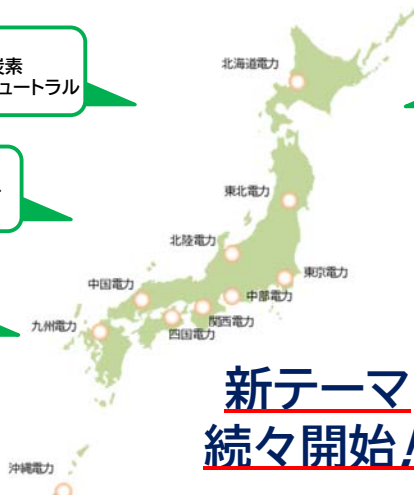 炭素
ュートラル
北海道電力
東北電力
北陸電力
東京電力
中国電力
中部電力
九州電力
関西電力
四国電力
新テーマ
続々開始！
沖縄電力